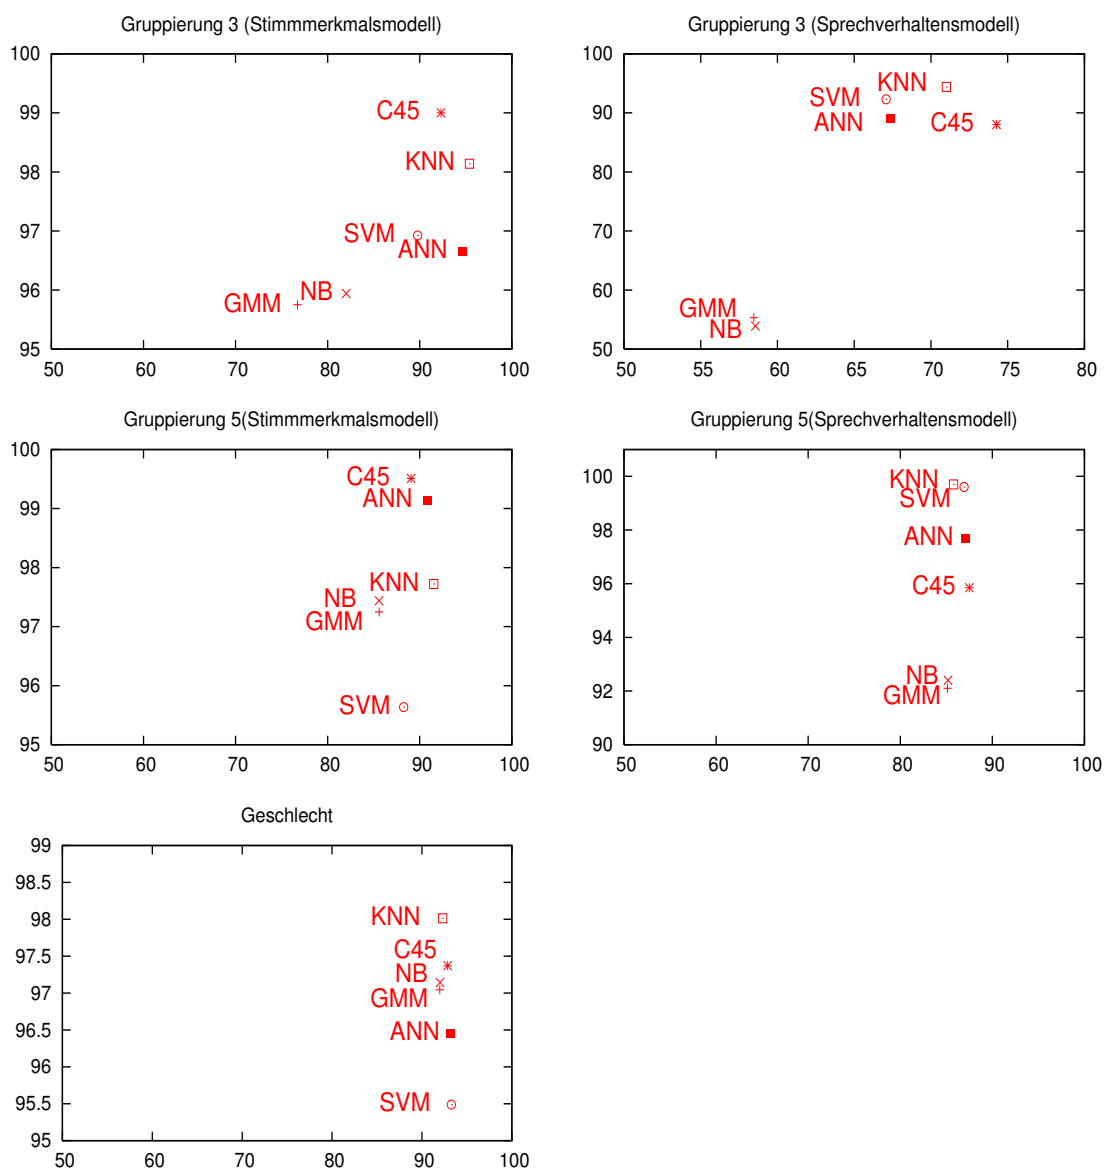 Gruppierung 3 (Stimmmerkmalsmodell)
100
99
98
97
96
95
C45
KNN
SVM
ANN
NB
GMM
50 60 70 80 90 100
Gruppierung 3 (Sprechverhaltensmodell)
100
90
80
70
60
50
KNN
SVM
ANN
C45
GMM
NB
50 55 60 65 70 75 80
Gruppierung 5(Stimmmerkmalsmodell)
100
99
98
97
96
95
C45
ANN
KNN
NB
GMM
SVM
50 60 70 80 90 100
Gruppierung 5(Sprechverhaltensmodell)
100
98
96
94
92
90
KNN
SVM
ANN
C45
NB
GMM
50 60 70 80 90 100
Geschlecht
99
98.5
98
97.5
97
96.5
96
95.5
95
KNN
C45
NB
GMM
ANN
SVM
50 60 70 80 90 100